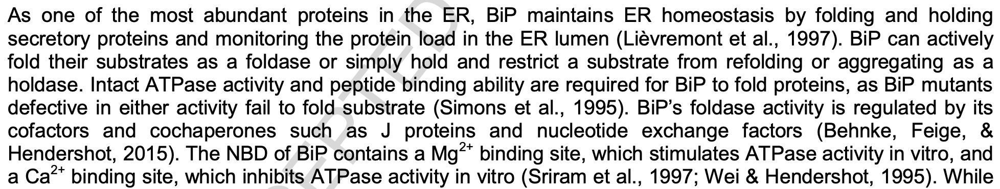 As one of the most abundant proteins in the ER, BiP maintains ER homeostasis by folding and holding
secretory proteins and monitoring the protein load in the ER lumen (Lièvremont et al., 1997). BiP can actively
fold their substrates as a foldase or simply hold and restrict a substrate from refolding or aggregating as a
holdase. Intact ATPase activity and peptide binding ability are required for BiP to fold proteins, as BiP mutants
defective in either activity fail to fold substrate (Simons et al., 1995). BiP’s foldase activity is regulated by its
cofactors and cochaperones such as J proteins and nucleotide exchange factors (Behnke, Feige, &
Hendershot, 2015). The NBD of BiP contains a Mg²⁺ binding site, which stimulates ATPase activity in vitro, and
a Ca²⁺ binding site, which inhibits ATPase activity in vitro (Sriram et al., 1997; Wei & Hendershot, 1995). While
EPTED